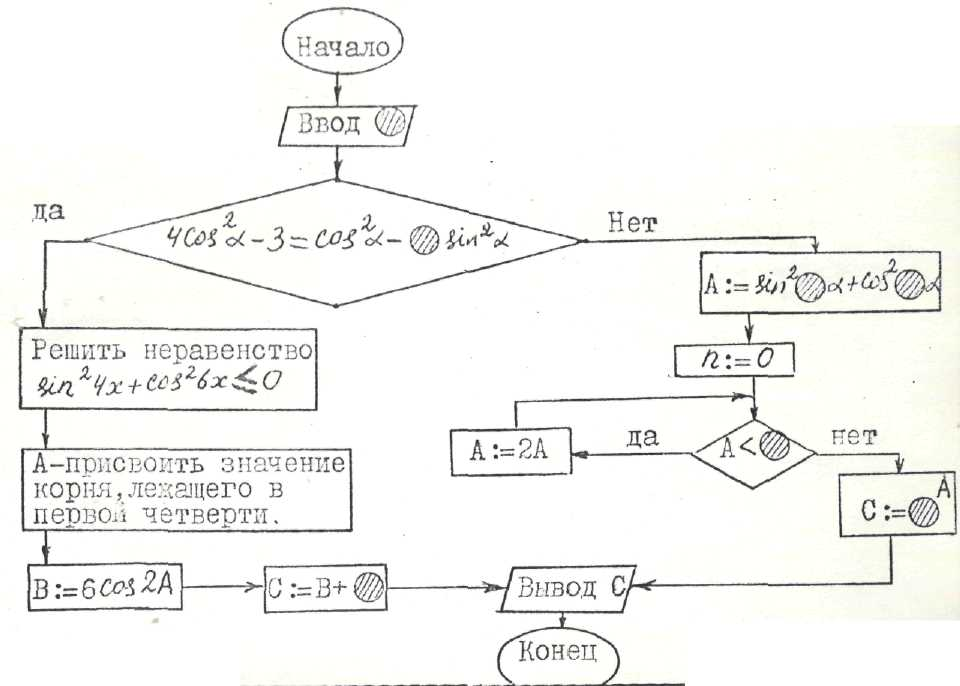 Начало
Ввод
да
4cos²α-3=cos²α- sin²α
Нет
A:=sin² α+cos² α
Решить неравенство
sin²4x+cos²6x≤0
n:=0
A:=2A
да
A<
нет
А-присвоить значение
корня,лежащего в
первой четверти.
C:= A
B:=6cos2A
C:=B+
Вывод C
Конец